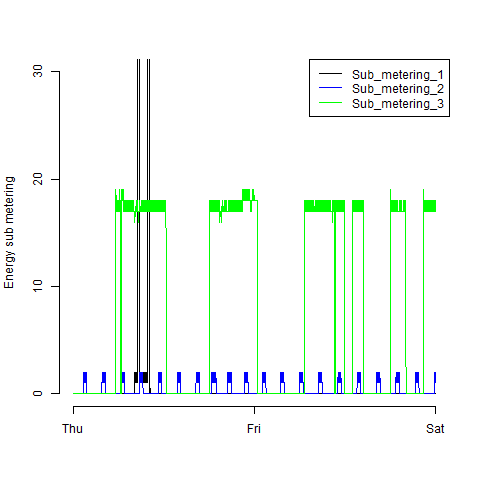 Sub_metering_1
Sub_metering_2
Sub_metering_3
Energy sub metering
30
20
10
0
Thu
Fri
Sat